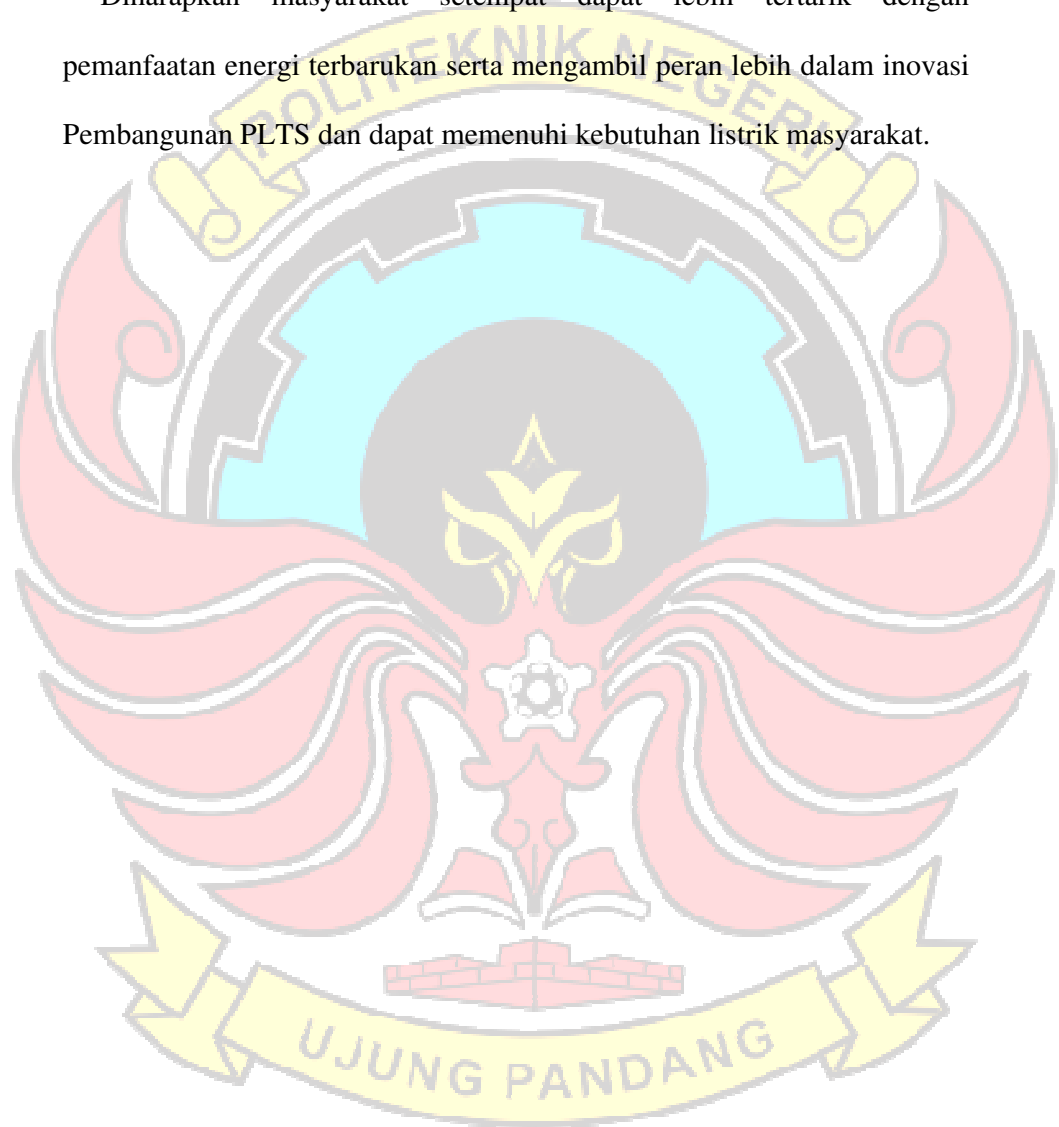 Diharapkan masyarakat setempat dapat lebih tertarik dengan
pemanfaatan energi terbarukan serta mengambil peran lebih dalam inovasi
Pembangunan PLTS dan dapat memenuhi kebutuhan listrik masyarakat.
POLITEKNIK NEGERI
UJUNG PANDANG